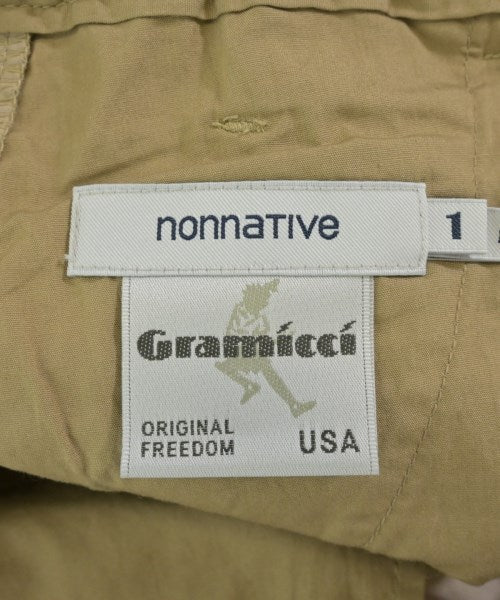 nonnative
1
Gramicci
ORIGINAL
FREEDOM
USA